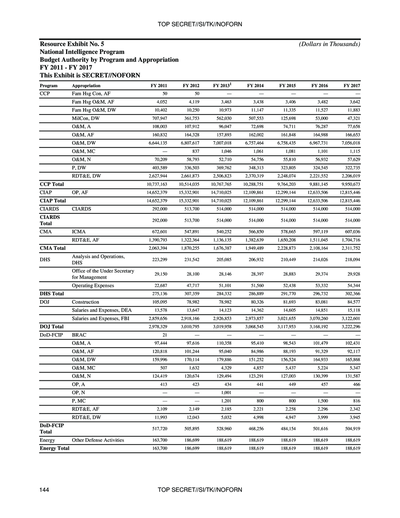 TOP SECRET//SI/TK//NOFORN
Resource Exhibit No. 5 (Dollars in Thousands)
National Intelligence Program
Budget Authority by Program and Appropriation
FY 2011 - FY 2017
This Exhibit is SECRET//NOFORN
Program Appropriation FY 2011 FY 2012 FY 2013 FY 2014 FY 2015 FY 2016 FY 2017
CCP Fam Hsg Con, AF 50 50 — — — — —
Fam Hsg O&M, AF 4,052 4,119 3,463 3,438 3,406 3,482 3,642
Fam Hsg O&M, DW 10,402 10,250 10,973 11,147 11,335 11,527 11,883
MilCon, DW 707,947 361,753 562,030 507,553 125,698 53,000 47,321
O&M, A 108,003 107,912 96,047 72,698 74,711 76,287 77,658
O&M, AF 160,832 164,328 157,893 162,002 161,848 164,988 166,653
O&M, DW 6,644,135 6,807,617 7,007,018 6,757,464 6,758,435 6,967,731 7,056,018
O&M, MC — 837 1,046 1,061 1,081 1,101 1,115
O&M, N 70,209 58,793 52,710 54,756 55,810 56,932 57,629
P, DW 403,589 336,503 369,762 348,313 323,805 324,545 322,735
RDT&E, DW 2,627,944 2,661,873 2,506,823 2,370,319 2,248,074 2,221,552 2,206,019
CCP Total 10,737,163 10,514,035 10,767,765 10,288,751 9,764,203 9,881,145 9,950,673
CIAP OP, AF 14,652,379 15,332,901 14,710,025 12,109,861 12,299,144 12,633,446 12,815,446
CIAP Total 14,652,379 15,332,901 14,710,025 12,109,861 12,299,144 12,633,446 12,815,446
CIARDS CIARDS 292,000 513,700 514,000 514,000 514,000 514,000 514,000
CIARDS
Total 292,000 513,700 514,000 514,000 514,000 514,000 514,000
CMA ICMA 672,601 547,891 540,252 566,850 578,665 597,119 607,036
RDT&E, AF 1,390,793 1,322,364 1,136,135 1,382,639 1,650,208 1,511,045 1,704,716
CMA Total 2,063,394 1,870,255 1,676,387 1,949,489 2,228,873 2,108,164 2,311,752
DHS Analysis and Operations,
DHS 223,299 231,542 205,085 206,932 210,449 214,026 218,094
Office of the Under Secretary
for Management 29,150 28,100 28,146 28,397 28,883 29,374 29,928
Operating Expenses 22,687 47,717 51,101 51,560 52,438 53,332 54,344
DHS Total 275,136 307,359 284,332 286,889 291,770 296,732 302,366
DOJ Construction 105,095 78,982 78,982 80,326 81,693 83,081 84,577
Salaries and Expenses, DEA 13,578 13,647 14,123 14,362 14,605 14,851 15,118
Salaries and Expenses, FBI 2,859,656 2,918,166 2,926,853 2,973,857 3,021,655 3,070,260 3,122,601
DOJ Total 2,978,329 3,010,795 3,019,958 3,068,545 3,117,953 3,168,192 3,222,296
DoD-FCIP BRAC 21 — — — — — —
O&M, A 97,444 97,616 110,358 95,410 98,543 101,479 102,431
O&M, AF 120,818 101,244 95,040 84,986 88,193 91,329 92,117
O&M, DW 159,996 170,114 179,806 151,232 156,524 164,933 165,868
O&M, MC 507 1,632 4,329 4,857 5,437 5,224 5,347
O&M, N 124,419 120,674 129,494 123,291 127,003 130,399 131,587
OP, A 413 423 434 441 449 457 466
OP, N — — 1,001 — — — —
P, MC — — 1,201 800 800 1,500 816
RDT&E, AF 2,109 2,149 2,185 2,221 2,258 2,296 2,342
RDT&E, DW 11,993 12,043 5,032 4,998 4,947 3,999 3,945
DoD-FCIP
Total 517,720 505,895 528,960 468,236 484,154 501,616 504,919
Energy Other Defense Activities 163,700 186,699 188,619 188,619 188,619 188,619 188,619
Energy Total 163,700 186,699 188,619 188,619 188,619 188,619 188,619
144 TOP SECRET//SI/TK//NOFORN